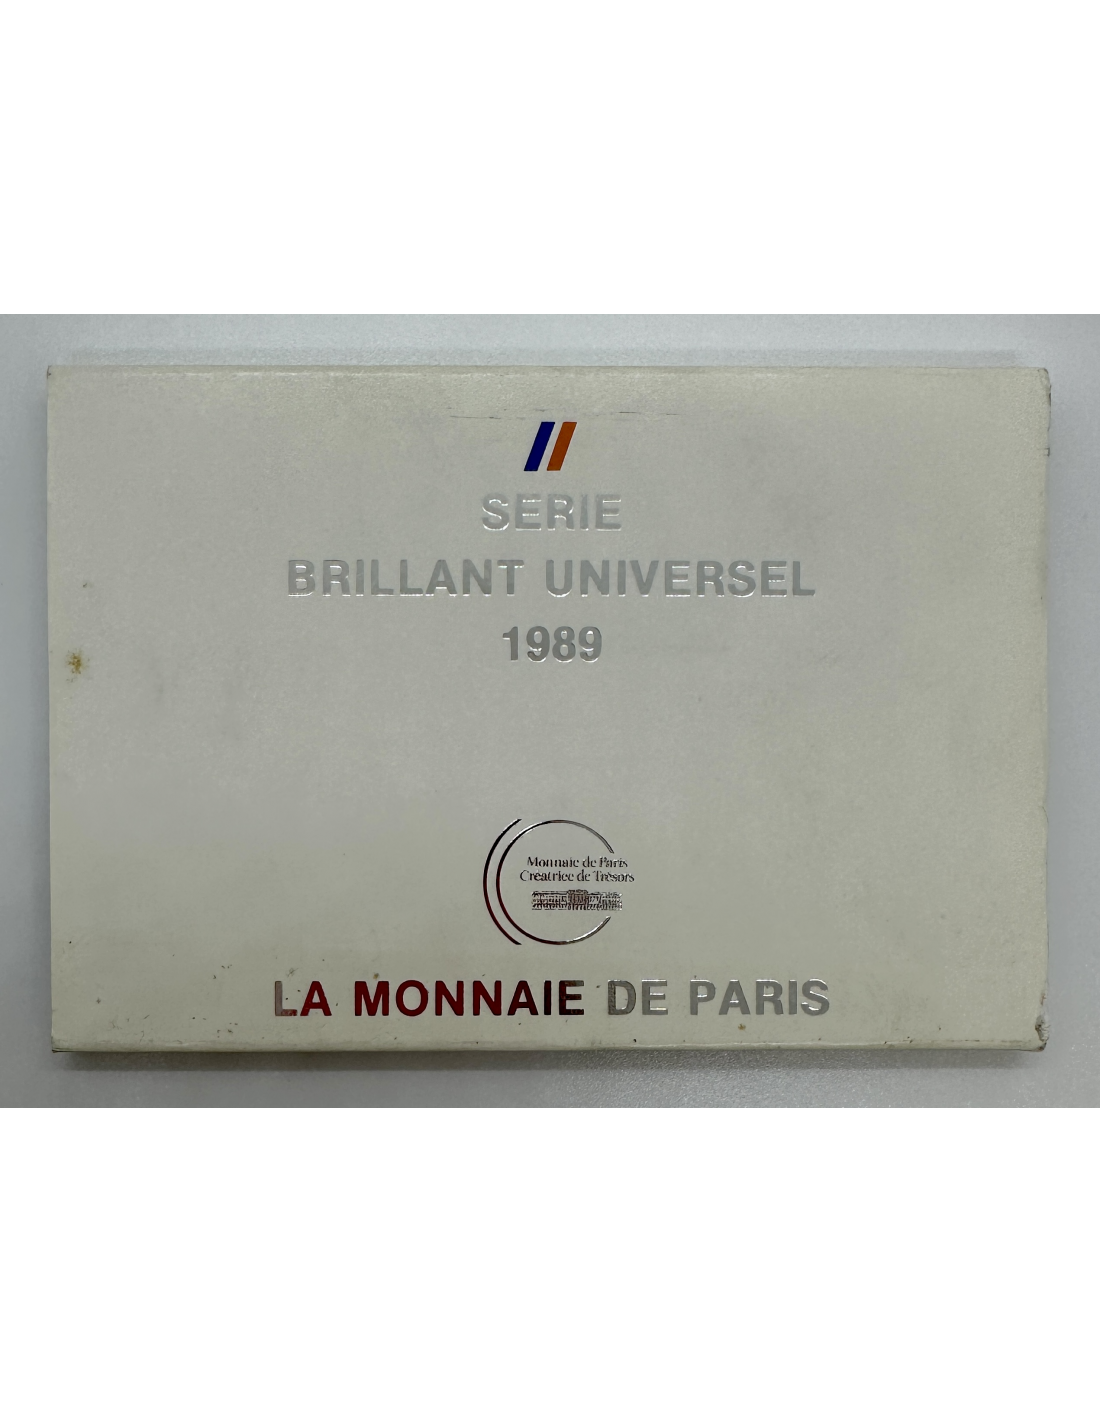 SERIE
BRILLANT UNIVERSEL
1989
Monnaie de Paris
Créatrice de Trésors
LA MONNAIE DE PARIS